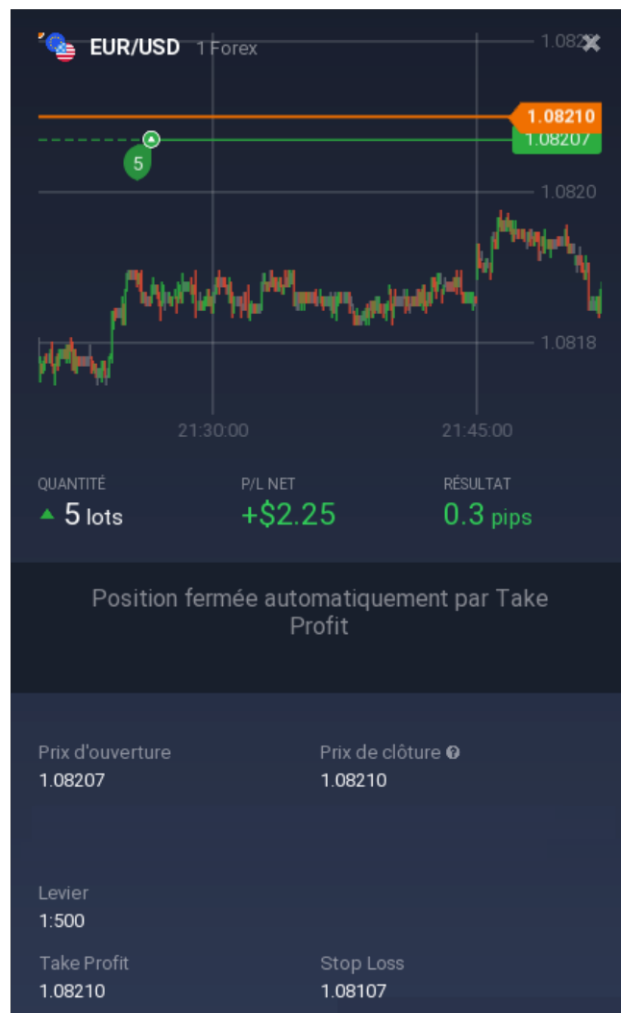 EUR/USD 1 Forex
1.08210
1.08207
1.0820
5
1.0818
21:30:00 21:45:00
QUANTITÉ P/L NET RÉSULTAT
5 lots +$2.25 0.3 pips
Position fermée automatiquement par Take
Profit
Prix d'ouverture Prix de clôture
1.08207 1.08210
Levier
1:500
Take Profit Stop Loss
1.08210 1.08107